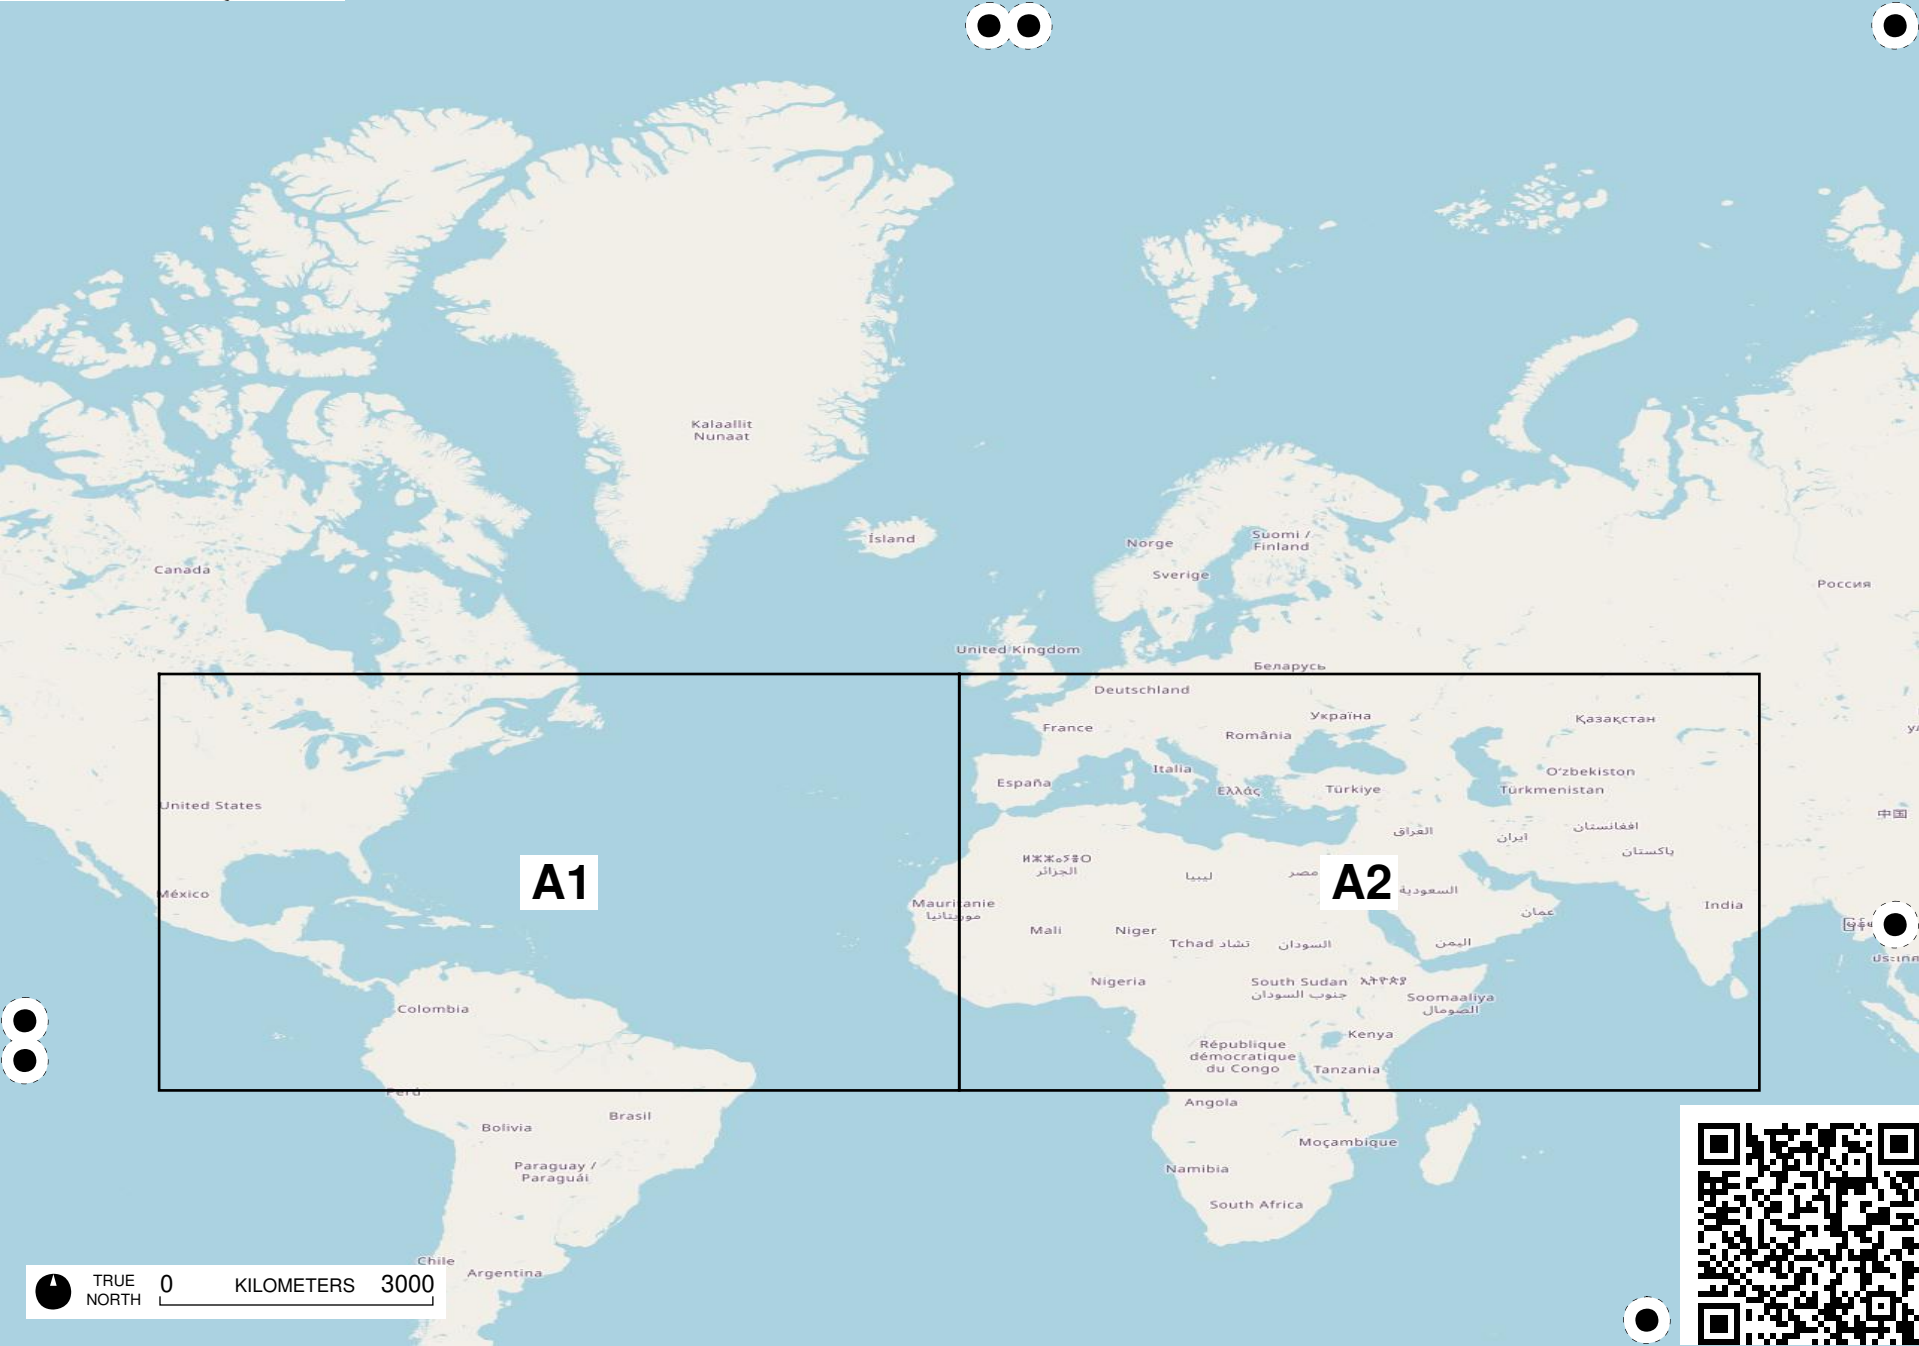 Kalaallit
Nunaat
Ísland
Norge
Suomi /
Finland
Sverige
Canada
Россия
United Kingdom
Беларусь
Deutschland
Україна
Қазақстан
France
România
Italia
España
Ελλάς
Türkiye
Oʻzbekiston
Türkmenistan
United States
中国
العراق
ایران
افغانستان
پاکستان
ⵍⵣⵣⴰⵢⴻⵔ
الجزائر
ليبيا
مصر
السعودية
A1
A2
México
Mauritanie
موريتانيا
India
عمان
Mali
Niger
Tchad تشاد
السودان
اليمن
Nigeria
South Sudan
جنوب السودان
ኢትዮጵያ
Soomaaliya
الصومال
Colombia
Kenya
République
démocratique
du Congo
Tanzania
Perú
Angola
Brasil
Bolivia
Moçambique
Paraguay /
Paraguái
Namibia
South Africa
Chile
Argentina
TRUE
NORTH
0 KILOMETERS 3000